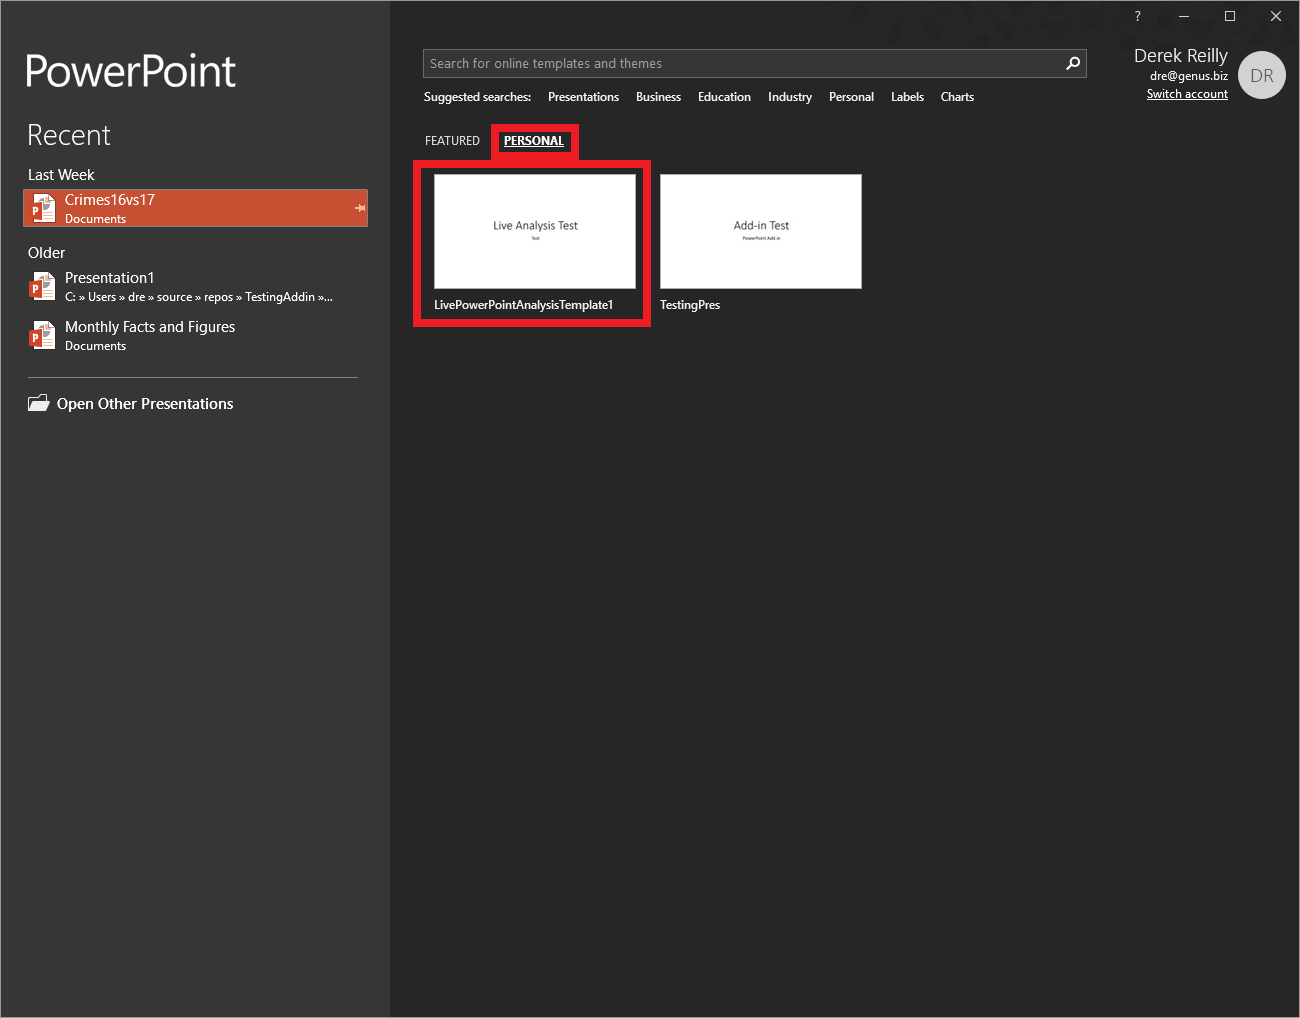 ?
PowerPoint
Recent
Last Week
Crimes16vs17
Documents
Older
Presentation1
C: » Users » dre » source » repos » TestingAddin »...
Monthly Facts and Figures
Documents
Open Other Presentations
Search for online templates and themes
Suggested searches: Presentations Business Education Industry Personal Labels Charts
Derek Reilly
dre@genus.biz
Switch account
DR
FEATURED PERSONAL
Live Analysis Test
Test
LivePowerPointAnalysisTemplate1
Add-in Test
PowerPoint Add-in
TestingPres